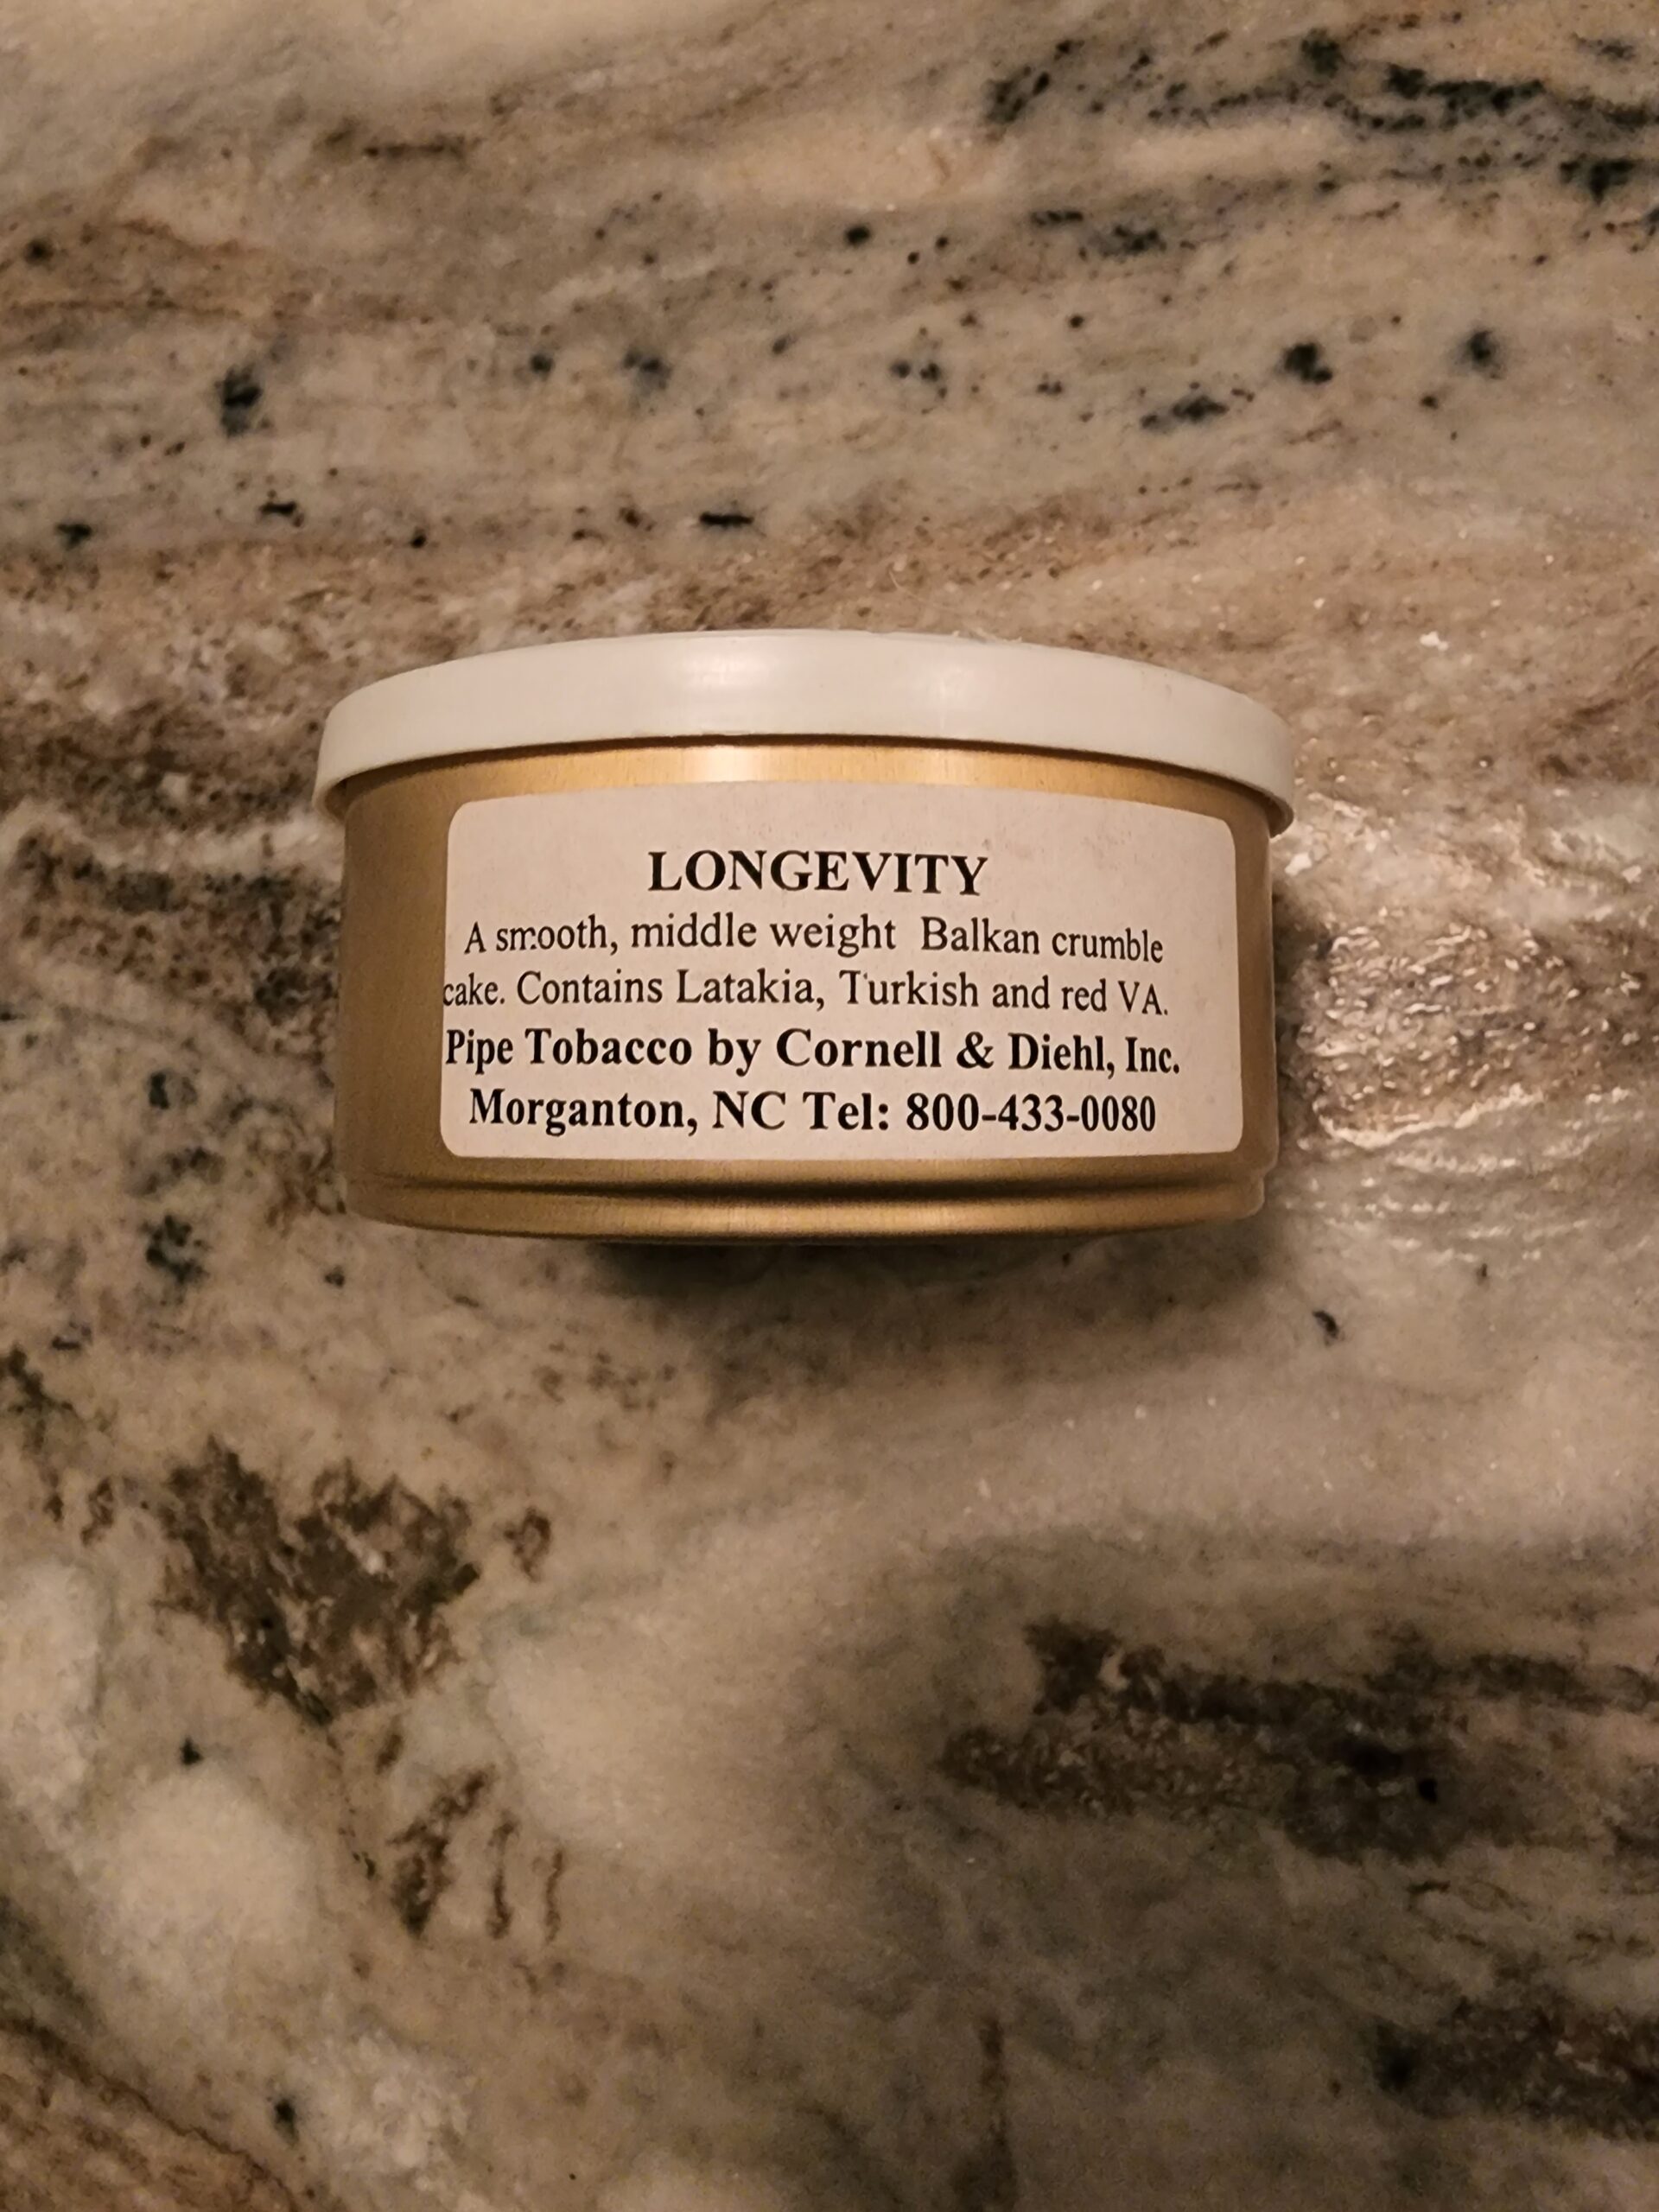 LONGEVITY
A smooth, middle weight Balkan crumble
cake. Contains Latakia, Turkish and red VA.
Pipe Tobacco by Cornell & Diehl, Inc.
Morganton, NC Tel: 800-433-0080